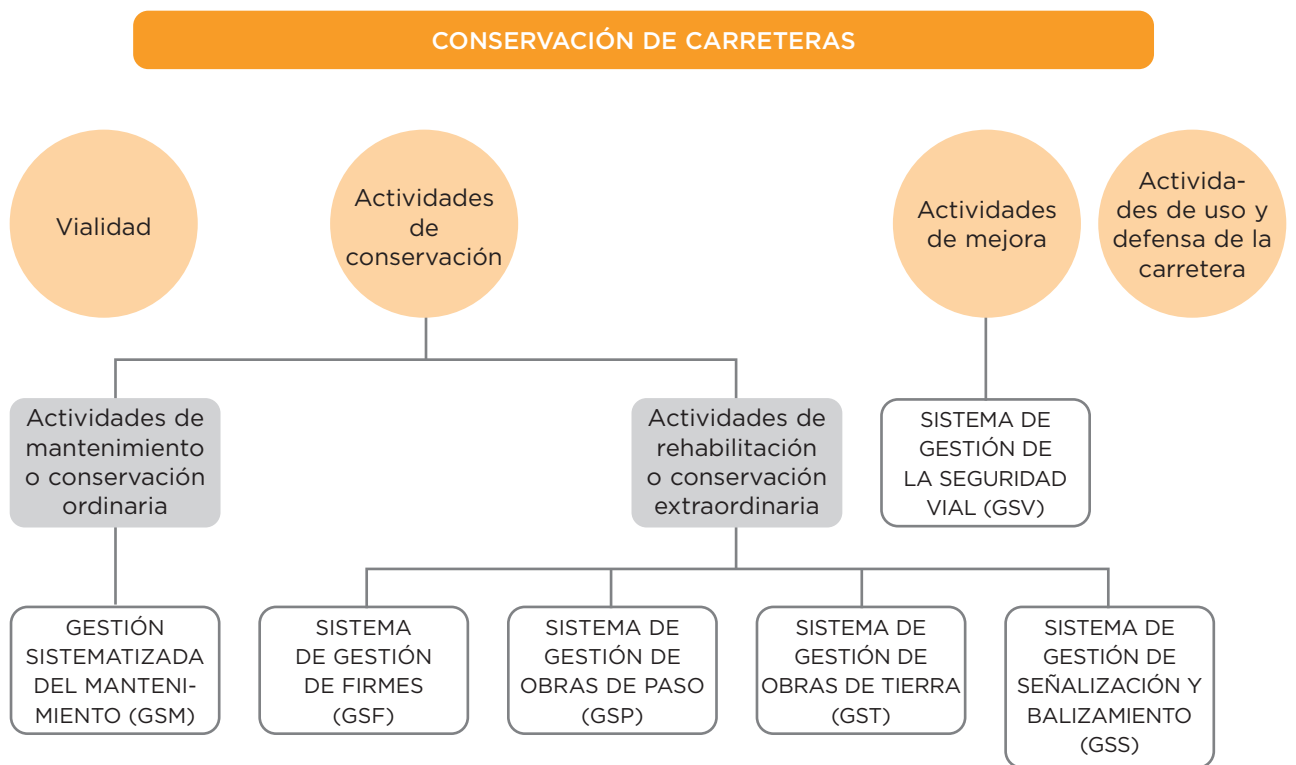 CONSERVACIÓN DE CARRETERAS
Vialidad
Actividades
de
conservación
Actividades
de mejora
Activida-
des de uso y
defensa de la
carretera
Actividades de
mantenimiento
o conservación
ordinaria
Actividades de
rehabilitación
o conservación
extraordinaria
SISTEMA DE
GESTIÓN DE
LA SEGURIDAD
VIAL (GSV)
GESTIÓN
SISTEMATIZADA
DEL MANTENI-
MIENTO (GSM)
SISTEMA
DE GESTIÓN
DE FIRMES
(GSF)
SISTEMA DE
GESTIÓN DE
OBRAS DE PASO
(GSP)
SISTEMA DE
GESTIÓN DE
OBRAS DE TIERRA
(GST)
SISTEMA DE
GESTIÓN DE
SEÑALIZACIÓN Y
BALIZAMIENTO
(GSS)